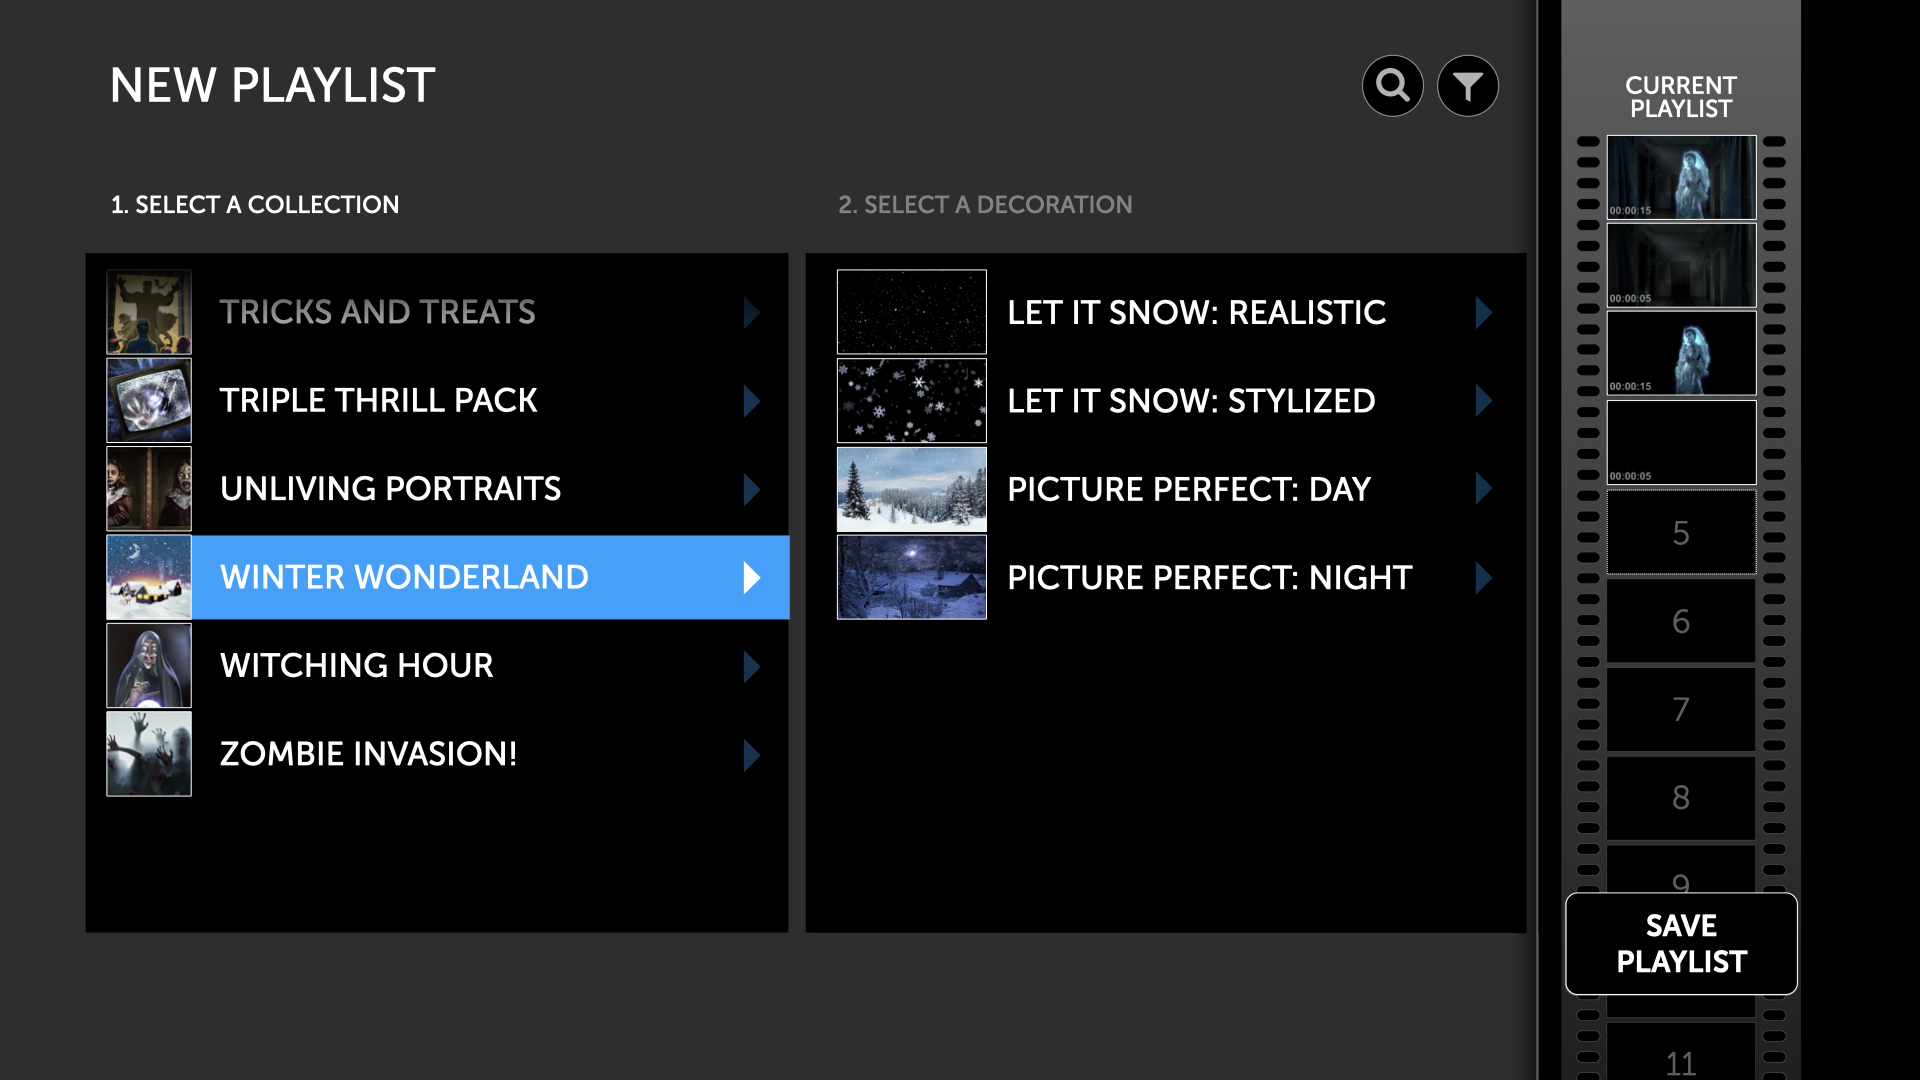 NEW PLAYLIST
1. SELECT A COLLECTION
TRICKS AND TREATS
TRIPLE THRILL PACK
UNLIVING PORTRAITS
WINTER WONDERLAND
WITCHING HOUR
ZOMBIE INVASION!
2. SELECT A DECORATION
LET IT SNOW: REALISTIC
LET IT SNOW: STYLIZED
PICTURE PERFECT: DAY
PICTURE PERFECT: NIGHT
CURRENT
PLAYLIST
00:00:15
00:00:05
00:00:15
00:00:05
5
6
7
8
9
SAVE
PLAYLIST
11